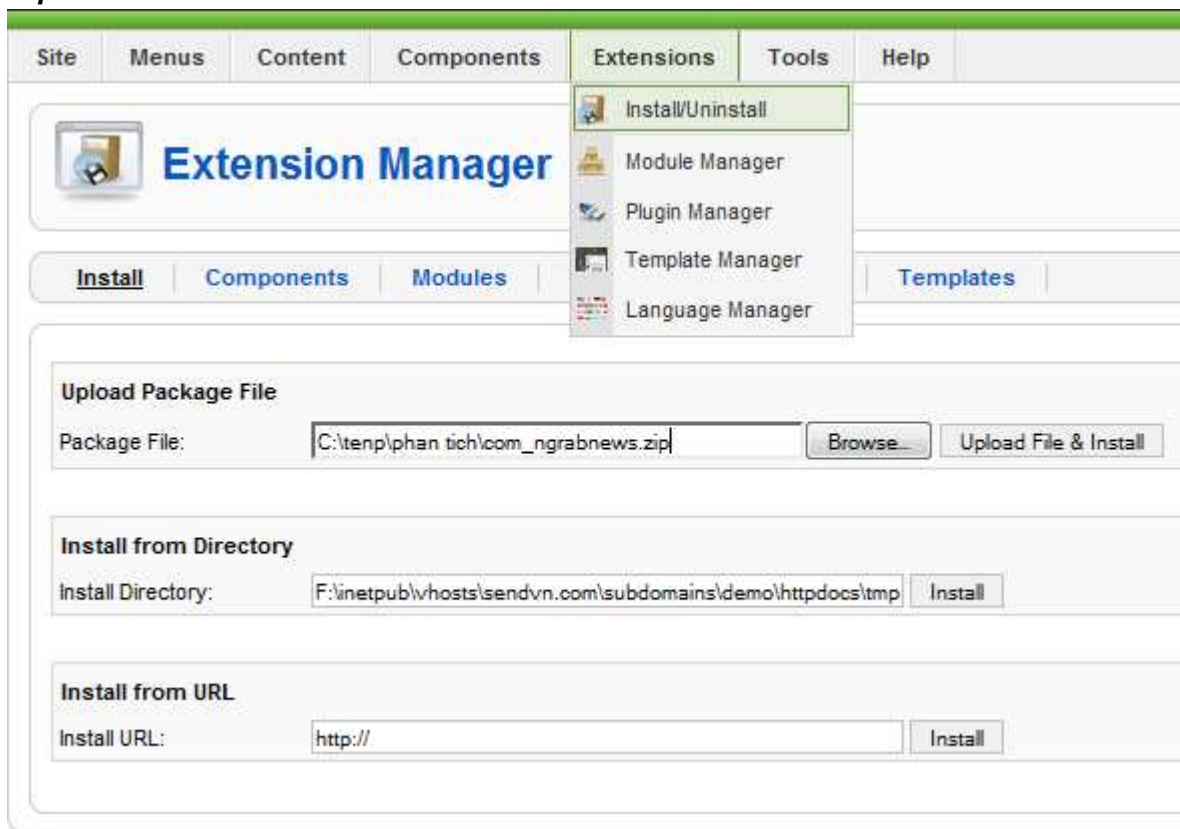 Site Menus Content Components Extensions Tools Help
Install/Uninstall
Module Manager
Plugin Manager
Template Manager
Language Manager
Extension Manager
Install Components Modules Templates
Upload Package File
Package File: C:\tenp\phan tich\com_ngrabnews.zip Browse... Upload File & Install
Install from Directory
Install Directory: F:\inetpub\vhosts\sendvn.com\subdomains\demo\httpdocs\tmp Install
Install from URL
Install URL: http:// Install